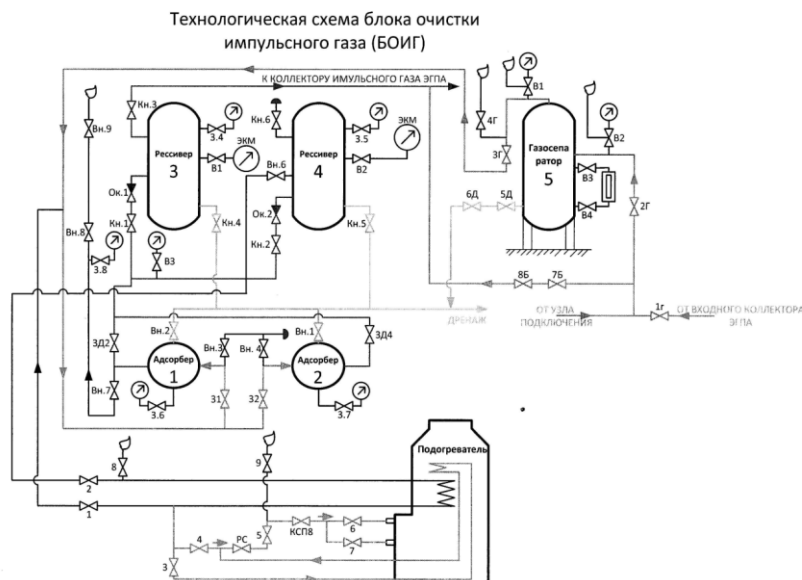 Технологическая схема блока очистки
импульсного газа (БОИГ)
К КОЛЛЕКТОРУ ИМУЛЬСНОГО ГАЗА ЭГПА
Кн.3
Кн.6
4Г
В1
В2
Вн.9
3.4
3.5
ЭКМ
ЭКМ
Рессивер
3
Рессивер
4
В1
В2
Вн.6
3Г
Газосепа
ратор
5
В3
В4
2Г
Ок.1
Ок.2
Кн.1
Кн.2
Кн.4
Кн.5
6Д
5Д
Вн.8
3.8
В3
8Б
7Б
ДРЕНАЖ
ОТ УЗЛА
ПОДКЛЮЧЕНИЯ
1г
ОТ ВХОДНОГО КОЛЛЕКТОРА
ЭГПА
ЗД2
Вн.2
Вн.3
Вн. 4
Вн.1
ЗД4
Адсорбер
1
Адсорбер
2
Вн.7
3.6
31
32
3.7
Подогреватель
8
9
2
1
КСП8
6
5
4
РС
7
3